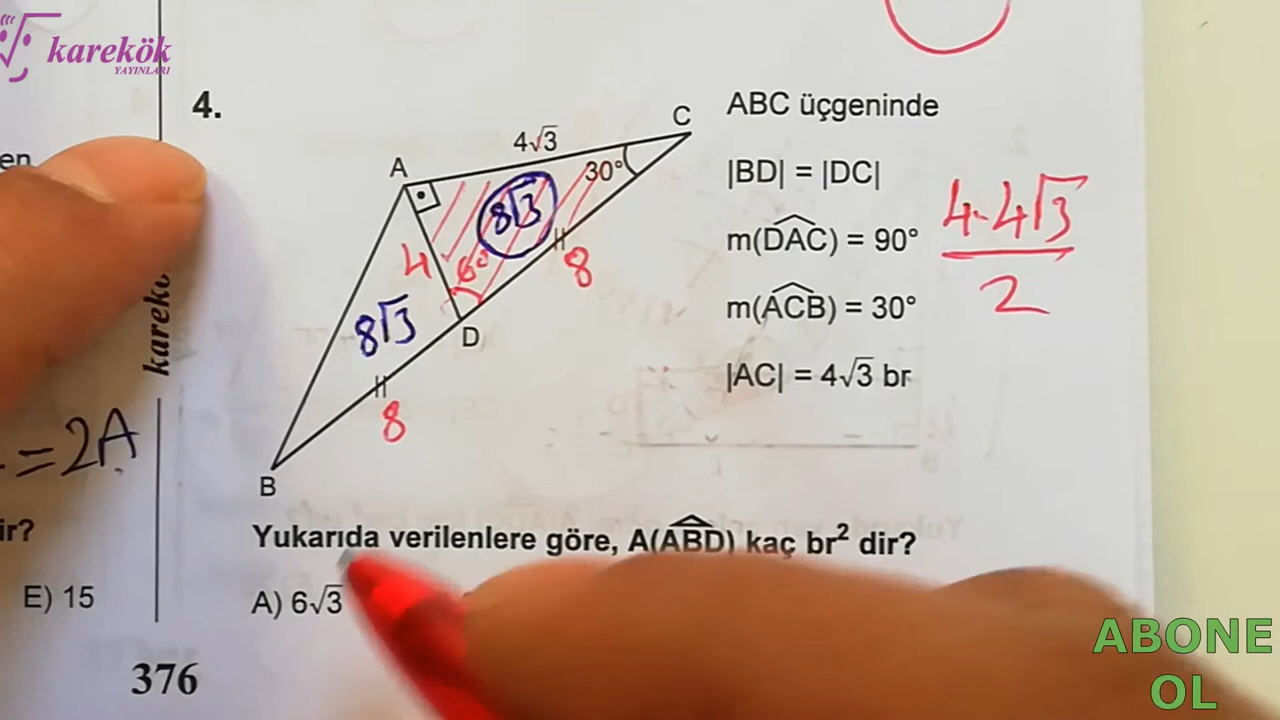 karekök
YAYINLARI
en
kareko
= 2A
ir?
E) 15
376
4.
A
4√3
C
30°
8√3
4
60
8
8√3
D
8
B
ABC üçgeninde
|BD| = |DC|
m(DAC) = 90°
m(ACB) = 30°
|AC| = 4√3 br
4·4√3
2
Yukarıda verilenlere göre, A(ABD) kaç br² dir?
A) 6√3
ABONE
OL